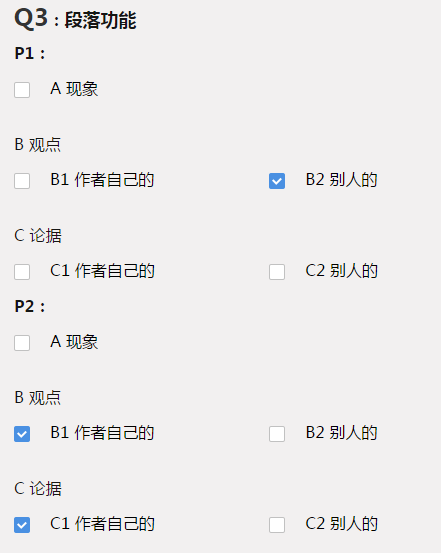 Q3：段落功能
P1：
A 现象
B 观点
B1 作者自己的 B2 别人的
C 论据
C1 作者自己的 C2 别人的
P2：
A 现象
B 观点
B1 作者自己的 B2 别人的
C 论据
C1 作者自己的 C2 别人的